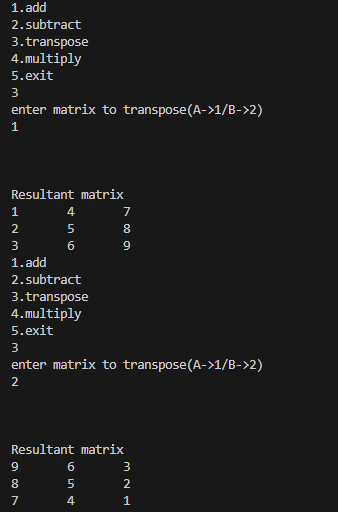 1.add
2.subtract
3.transpose
4.multiply
5.exit
3
enter matrix to transpose(A->1/B->2)
1
Resultant matrix
1 4 7
2 5 8
3 6 9
1.add
2.subtract
3.transpose
4.multiply
5.exit
3
enter matrix to transpose(A->1/B->2)
2
Resultant matrix
9 6 3
8 5 2
7 4 1